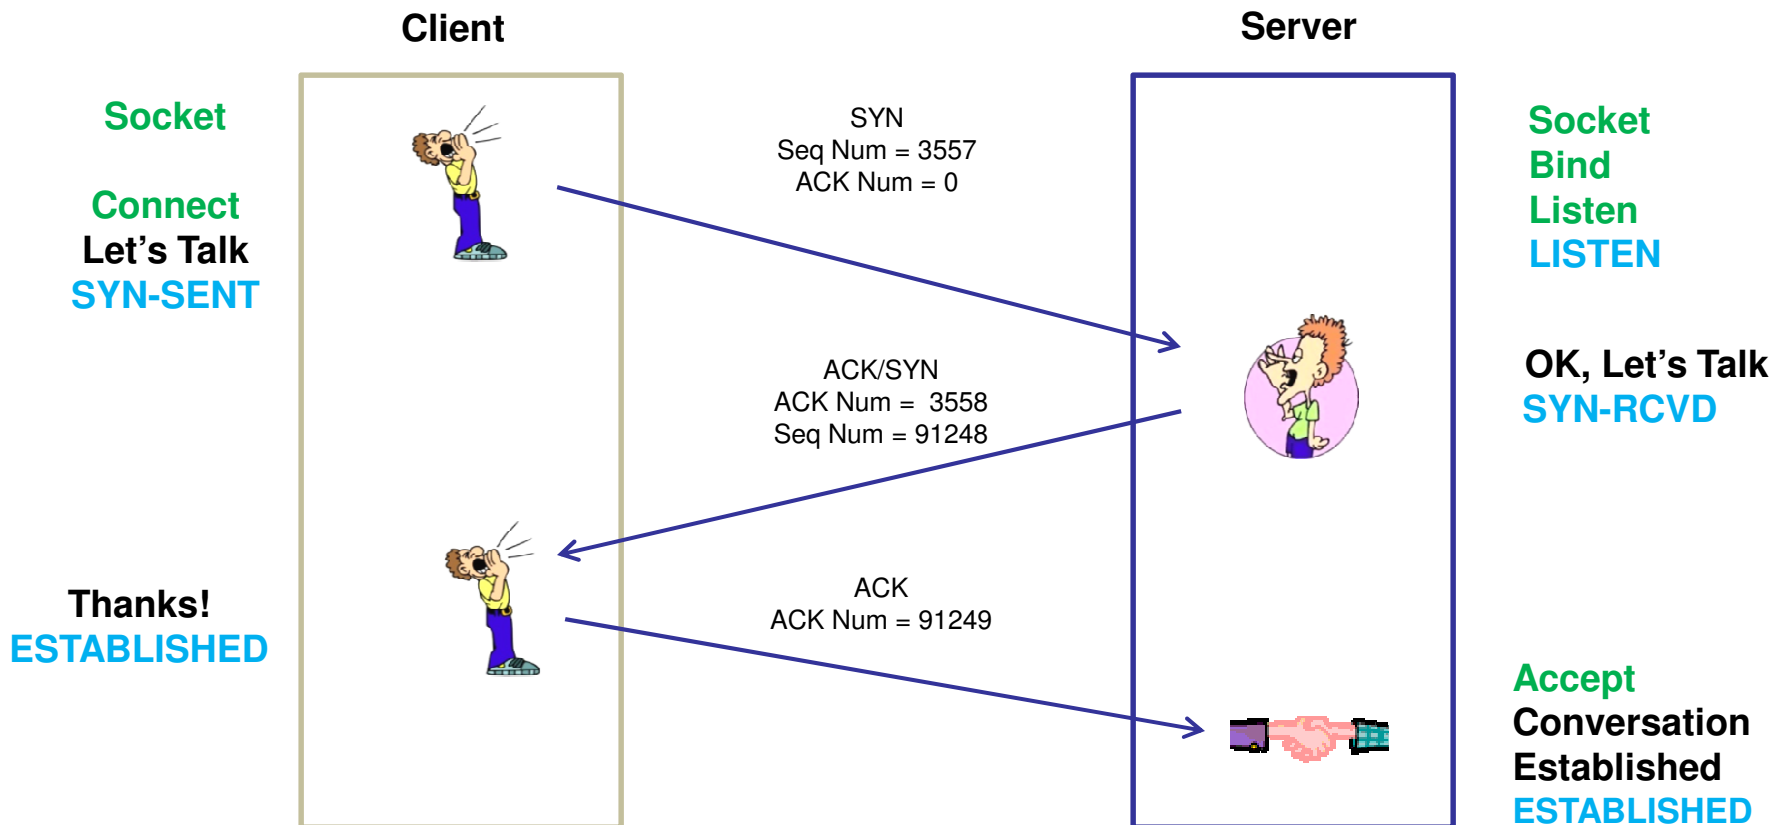 Client
Server
Socket
Connect
Let's Talk
SYN-SENT
SYN
Seq Num = 3557
ACK Num = 0
Socket
Bind
Listen
LISTEN
ACK/SYN
ACK Num =  3558
Seq Num = 91248
OK, Let's Talk
SYN-RCVD
Thanks!
ESTABLISHED
ACK
ACK Num = 91249
Accept
Conversation
Established
ESTABLISHED